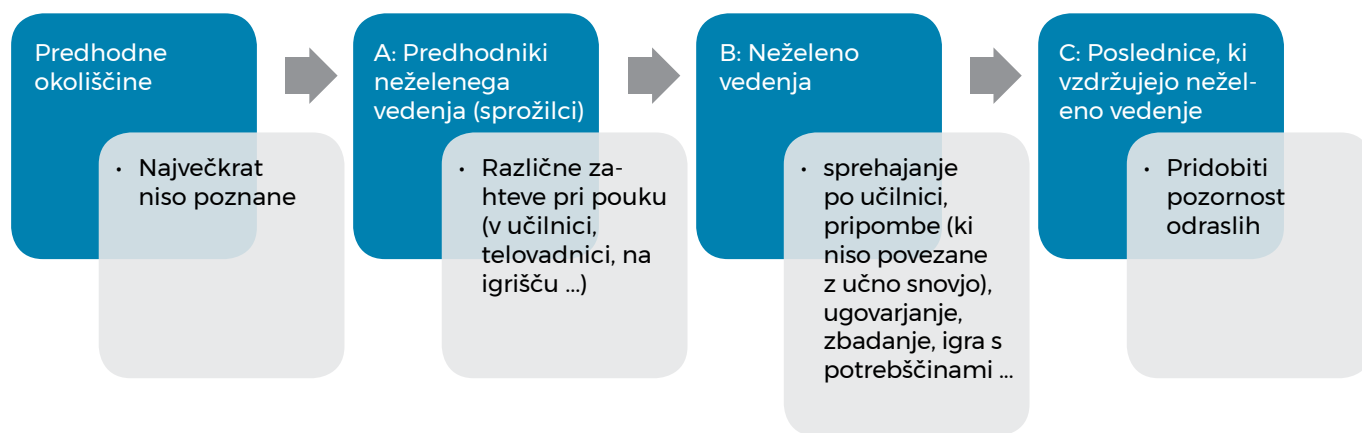 Predhodne
okoliščine
• Največkrat
niso poznane
A: Predhodniki
neželenega
vedenja (sprožilci)
• Različne za-
hteve pri pouku
(v učilnici,
telovadnici, na
igrišču ...)
B: Neželeno
vedenja
• sprehajanje
po učilnici,
pripombe (ki
niso povezane
z učno snovjo),
ugovarjanje,
zbadanje, igra s
potrebščinami ...
C: Poslednice, ki
vzdržujejo nežel-
eno vedenje
• Pridobiti
pozornost
odraslih